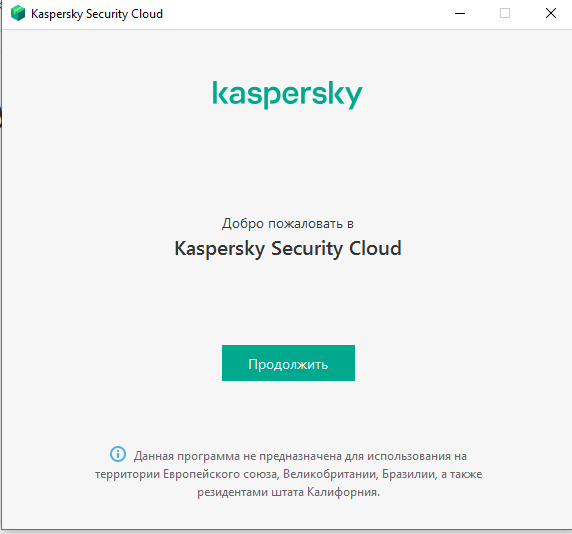 Kaspersky Security Cloud
kaspersky
Добро пожаловать в
Kaspersky Security Cloud
Продолжить
Данная программа не предназначена для использования на
территории Европейского союза, Великобритании, Бразилии, а также
резидентами штата Калифорния.